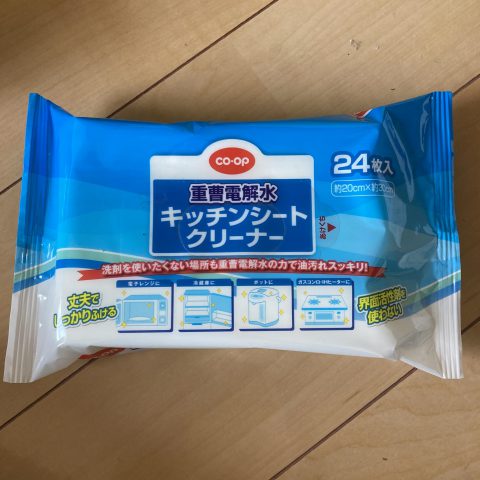 CO・OP
24枚入
約20cm×約30cm
重曹電解水
キッチンシート
クリーナー
洗剤を使いたくない場所も重曹電解水の力で油汚れスッキリ!
丈夫で
しっかりふける
電子レンジに
冷蔵庫に
ポットに
ガスコンロ・IHヒーターに
界面活性剤を
使わない